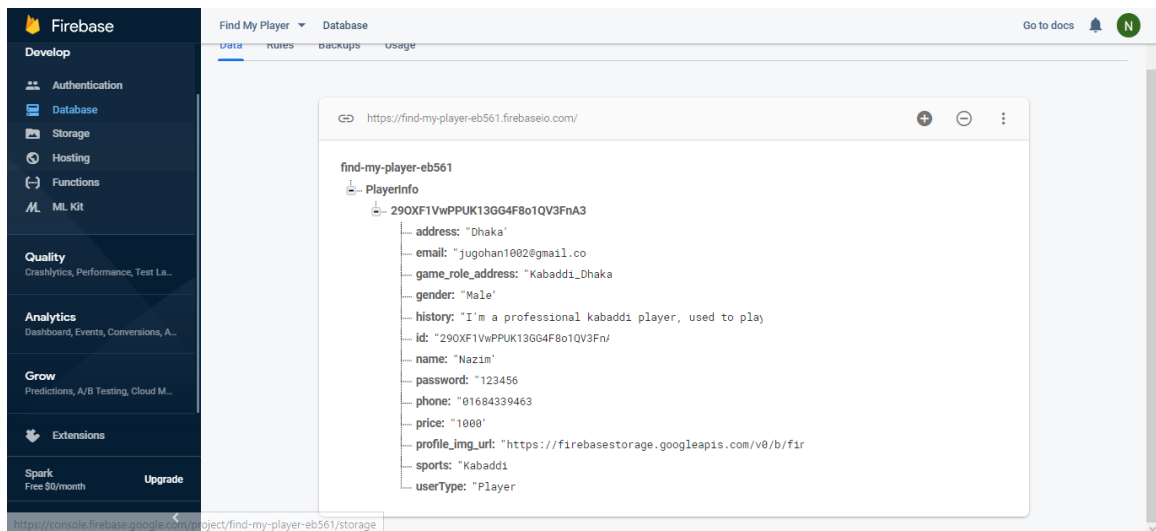 Firebase
Find My Player
Database
Go to docs
N
Develop
Data
Rules
Backups
Usage
Authentication
Database
Storage
Hosting
Functions
ML Kit
Quality
Crashlytics, Performance, Test La...
Analytics
Dashboard, Events, Conversions, A...
Grow
Predictions, A/B Testing, Cloud M...
Extensions
Spark
Free $0/month
Upgrade
https://find-my-player-eb561.firebaseio.com/
find-my-player-eb561
PlayerInfo
29OXF1VwPPUK13GG4F8o1QV3FnA3
address: "Dhaka'
email: "jugohan1002@gmail.co
game_role_address: "Kabaddi_Dhaka
gender: "Male'
history: "I'm a professional kabaddi player, used to play
id: "29OXF1VwPPUK13GG4F8o1QV3Fn
name: "Nazim'
password: "123456
phone: "01684339463
price: "1000'
profile_img_url: "https://firebasestorage.googleapis.com/v0/b/fir
sports: "Kabaddi
userType: "Player
https://console.firebase.google.com/project/find-my-player-eb561/storage